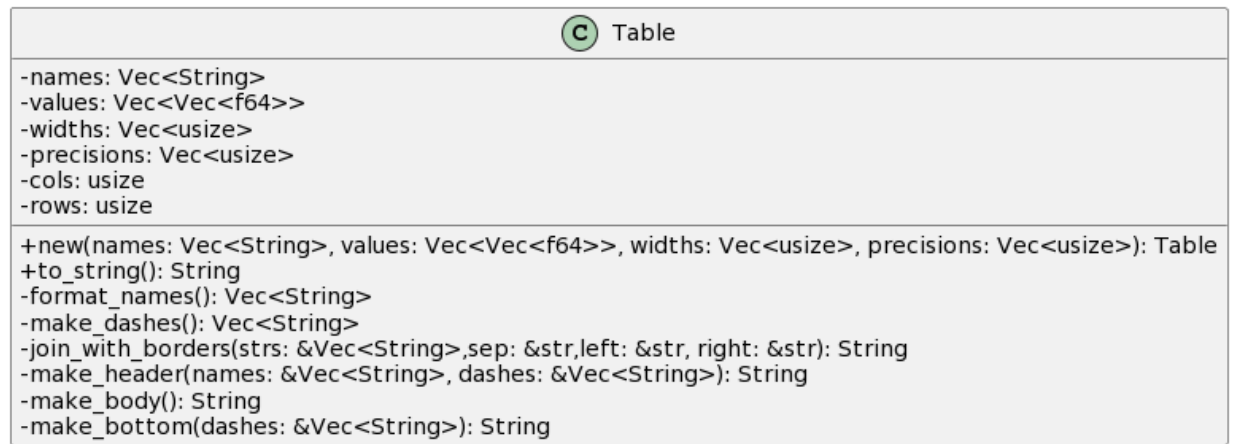 C Table
-names: Vec<String>
-values: Vec<Vec<f64>>
-widths: Vec<usize>
-precisions: Vec<usize>
-cols: usize
-rows: usize
+new(names: Vec<String>, values: Vec<Vec<f64>>, widths: Vec<usize>, precisions: Vec<usize>): Table
+to_string(): String
-format_names(): Vec<String>
-make_dashes(): Vec<String>
-join_with_borders(strs: &Vec<String>,sep: &str,left: &str, right: &str): String
-make_header(names: &Vec<String>, dashes: &Vec<String>): String
-make_body(): String
-make_bottom(dashes: &Vec<String>): String